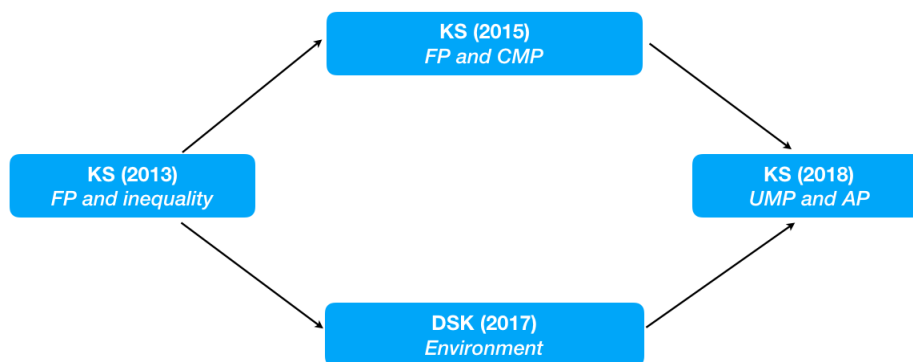 KS (2015)
FP and CMP
KS (2013)
FP and inequality
KS (2018)
UMP and AP
DSK (2017)
Environment